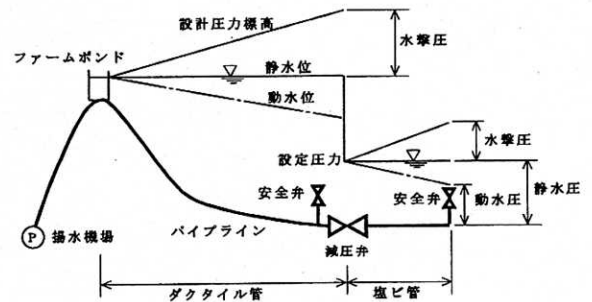 設計圧力標高
水撃圧
ファームポンド
静水位
動水位
水撃圧
設定圧力
静水圧
安全弁
安全弁
動水圧
P
揚水機場
パイプライン
減圧弁
ダクタイル管
塩ビ管